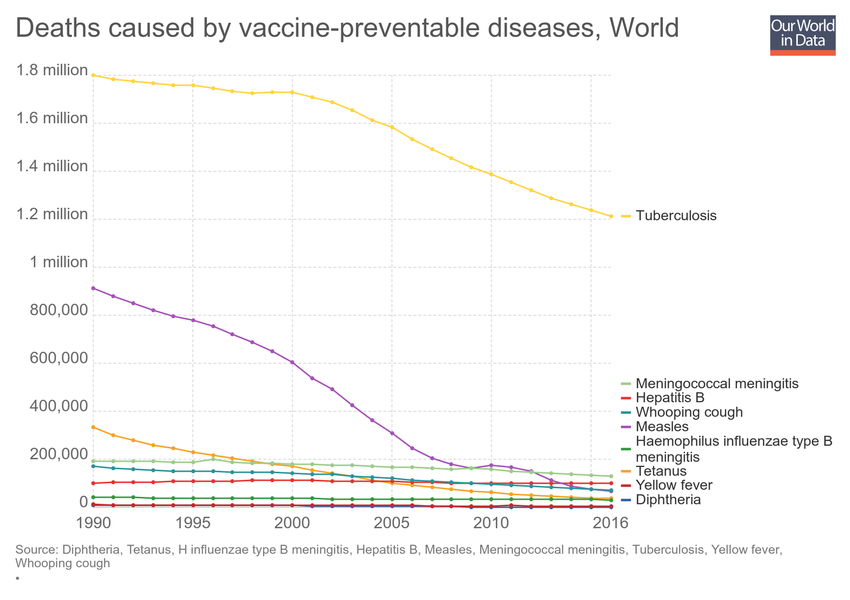 Deaths caused by vaccine-preventable diseases, World
Our World
in Data
1.8 million
1.6 million
1.4 million
1.2 million
1 million
800,000
600,000
400,000
200,000
0
1990
1995
2000
2005
2010
2016
Tuberculosis
Meningococcal meningitis
Hepatitis B
Whooping cough
Measles
Haemophilus influenzae type B
meningitis
Tetanus
Yellow fever
Diphtheria
Source: Diphtheria, Tetanus, H influenzae type B meningitis, Hepatitis B, Measles, Meningococcal meningitis, Tuberculosis, Yellow fever,
Whooping cough
•